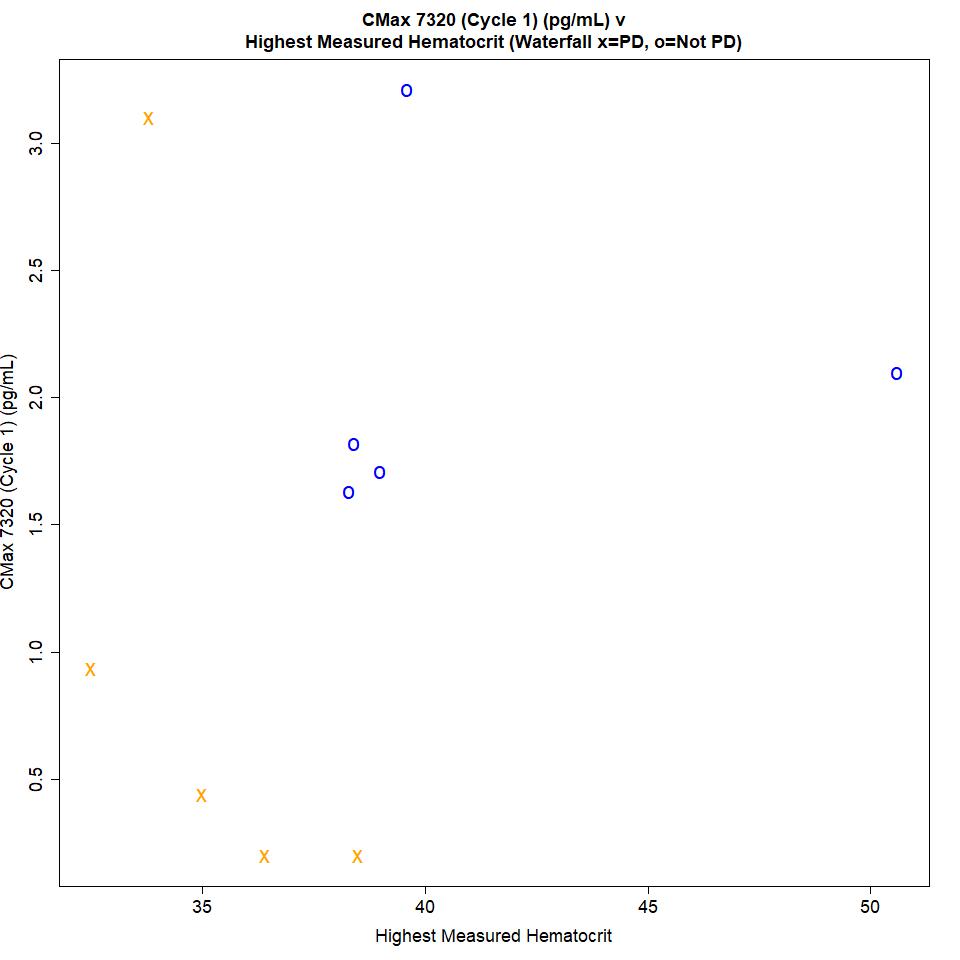 CMax 7320 (Cycle 1) (pg/mL) v
Highest Measured Hematocrit (Waterfall x=PD, o=Not PD)
CMax 7320 (Cycle 1) (pg/mL)
3.0
2.5
2.0
1.5
1.0
0.5
35
40
45
50
Highest Measured Hematocrit